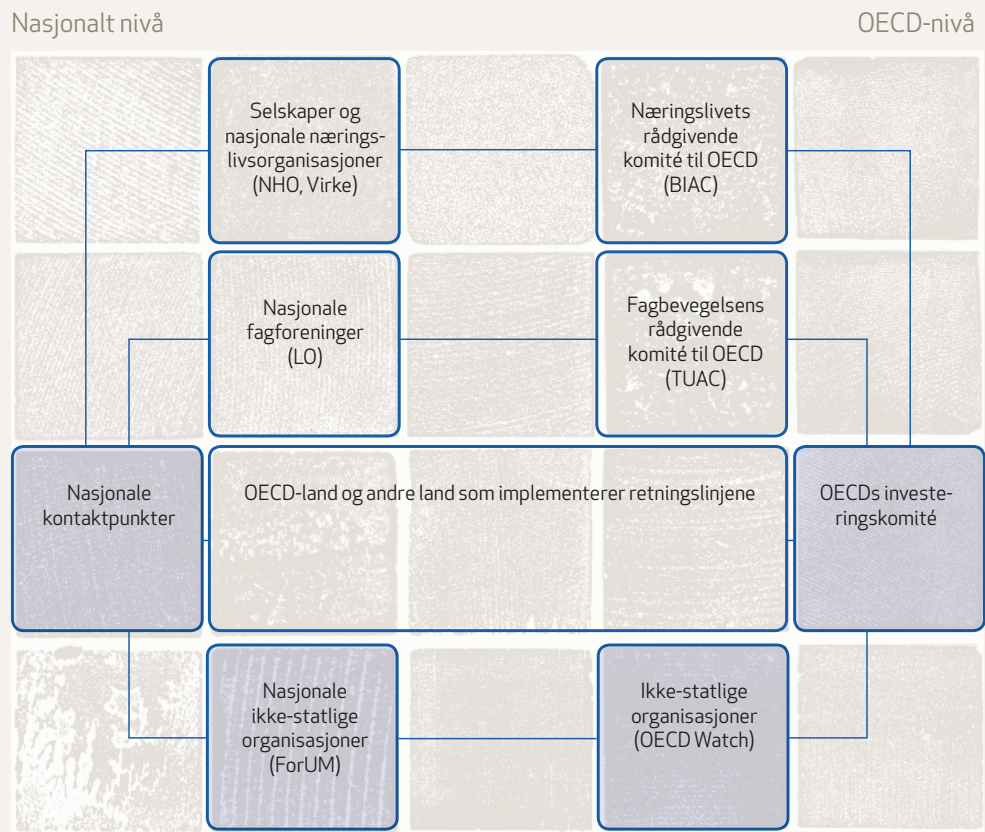 Nasjonalt nivå
OECD-nivå
Selskaper og
nasjonale nærings-
livsorganisasjoner
(NHO, Virke)
Næringslivets
rådgivende
komité til OECD
(BIAC)
Nasjonale
fagforeninger
(LO)
Fagbevegelsens
rådgivende
komité til OECD
(TUAC)
Nasjonale
kontaktpunkter
OECD-land og andre land som implementerer retningslinjene
OECDs investe-
ringskomité
Nasjonale
ikke-statlige
organisasjoner
(ForUM)
Ikke-statlige
organisasjoner
(OECD Watch)